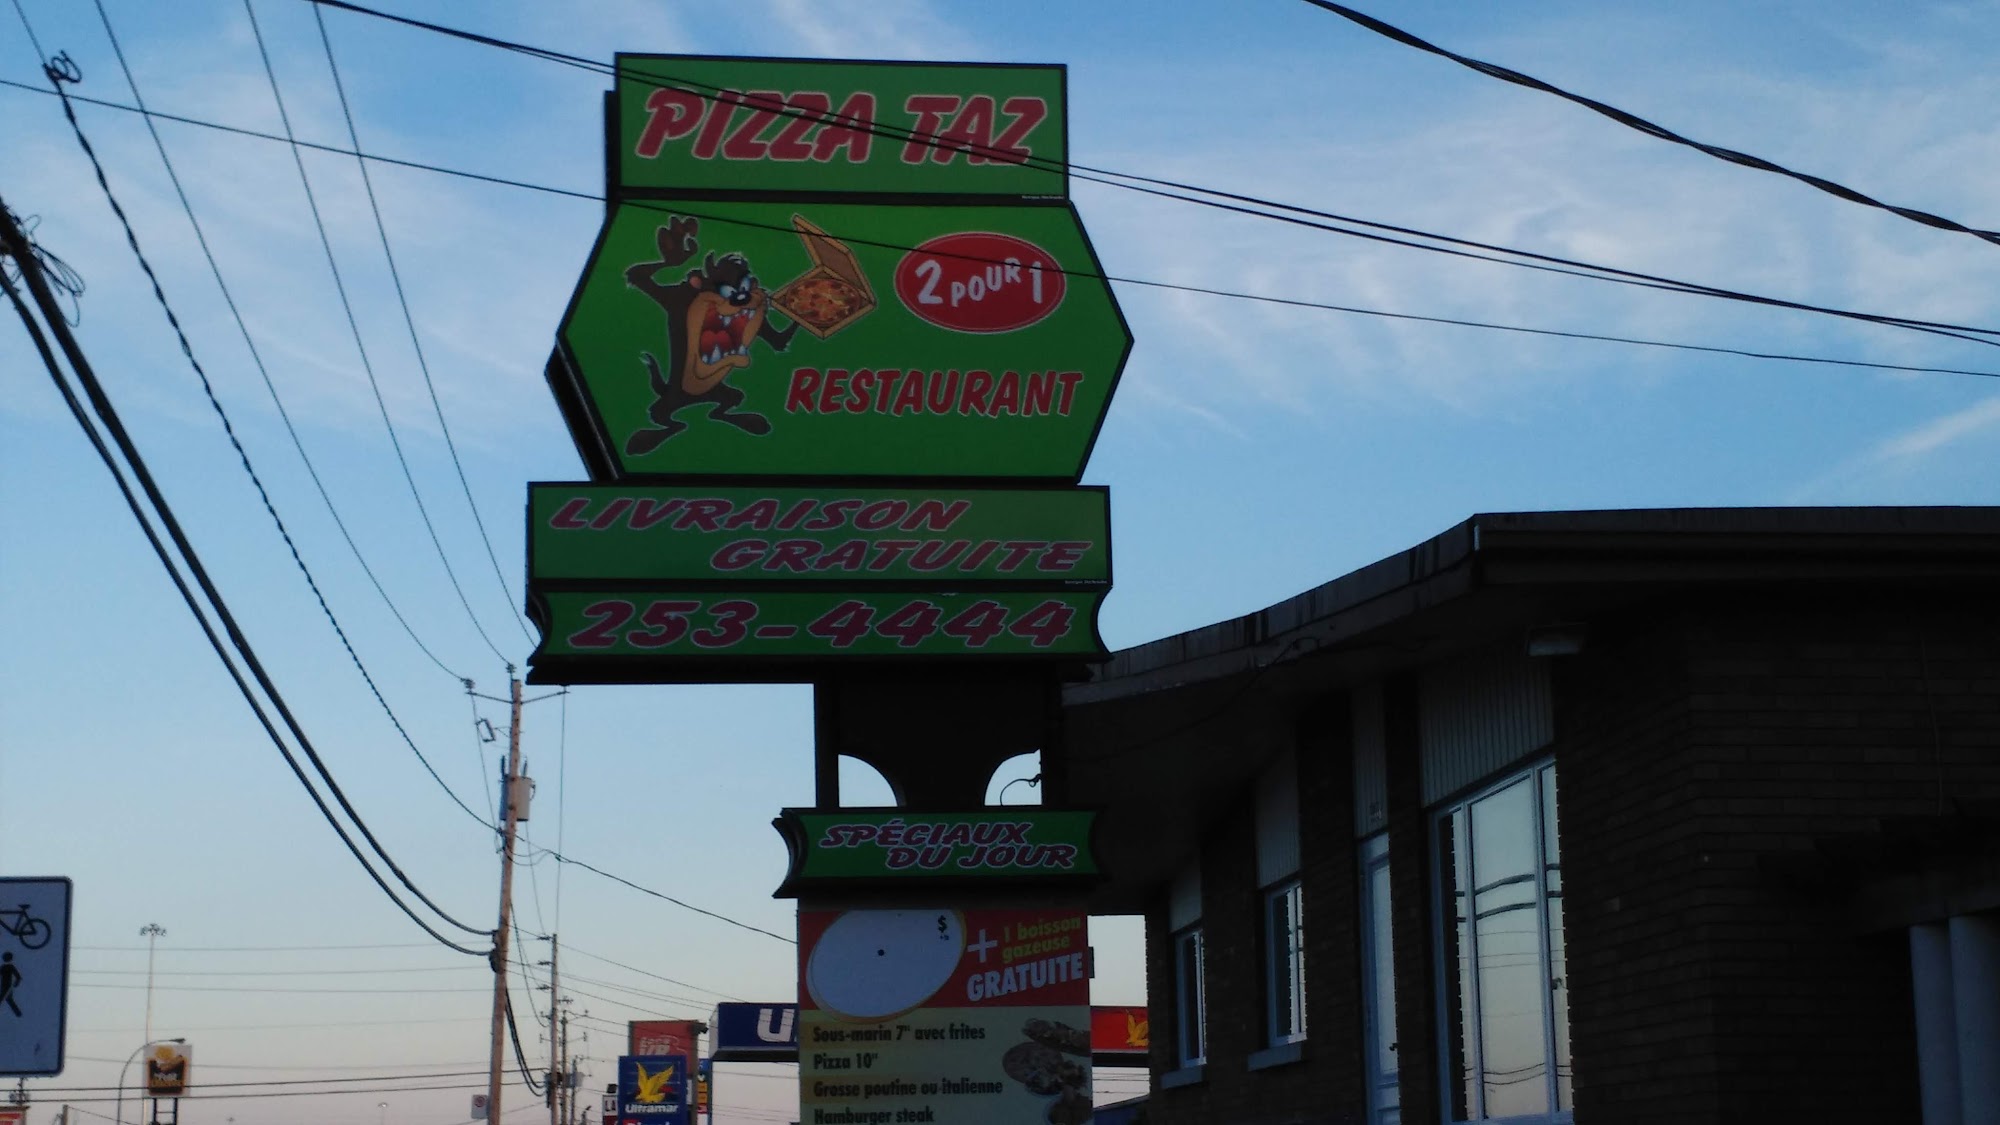 PIZZA TAZ
2 POUR 1
RESTAURANT
LIVRAISON
GRATUITE
253-4444
SPÉCIAUX
DU JOUR
$
+ 1 boisson
gazeuse
GRATUITE
Sous-marin 7" avec frites
Pizza 10"
Grosse poutine ou italienne
Hamburger steak
U
Ultramar